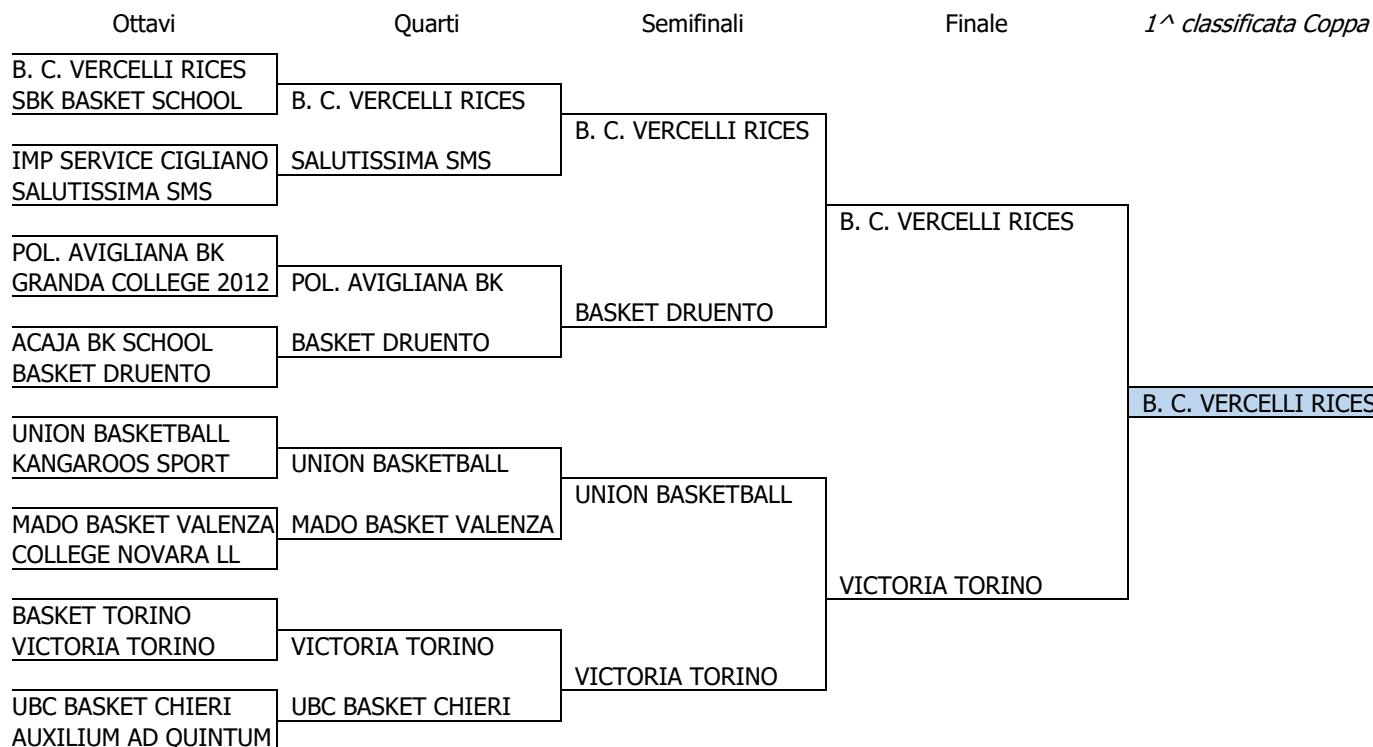 Ottavi Quarti Semifinali Finale 1^ classificata Coppa
B. C. VERCELLI RICES
SBK BASKET SCHOOL
IMP SERVICE CIGLIANO
SALUTISSIMA SMS
POL. AVIGLIANA BK
GRANDA COLLEGE 2012
ACAJA BK SCHOOL
BASKET DRUENTO
UNION BASKETBALL
KANGAROOS SPORT
MADO BASKET VALENZA
COLLEGE NOVARA LL
BASKET TORINO
VICTORIA TORINO
UBC BASKET CHIERI
AUXILIUM AD QUINTUM
B. C. VERCELLI RICES
SALUTISSIMA SMS
POL. AVIGLIANA BK
BASKET DRUENTO
UNION BASKETBALL
MADO BASKET VALENZA
VICTORIA TORINO
UBC BASKET CHIERI
B. C. VERCELLI RICES
BASKET DRUENTO
UNION BASKETBALL
VICTORIA TORINO
B. C. VERCELLI RICES
VICTORIA TORINO
B. C. VERCELLI RICES